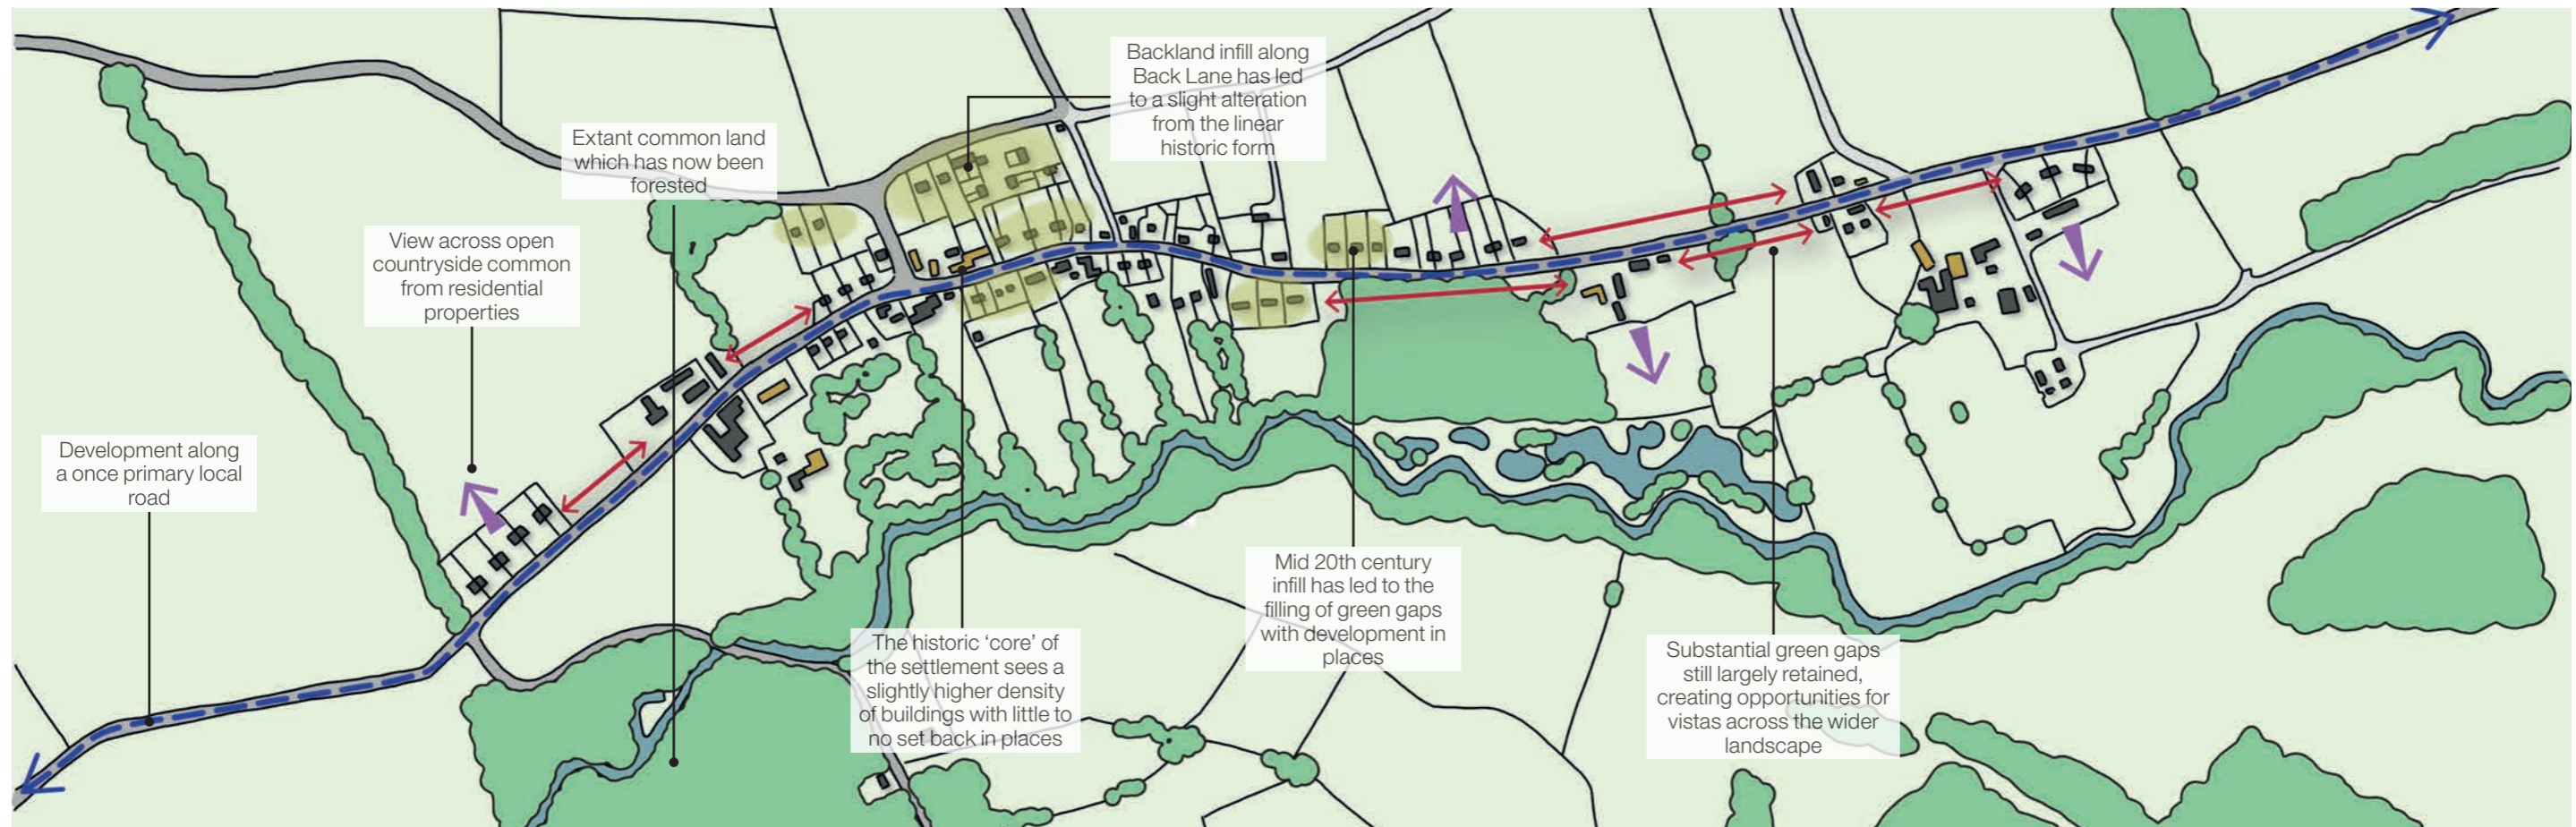 Backland infill along
Back Lane has led
to a slight alteration
from the linear
historic form
Extant common land
which has now been
forested
View across open
countryside common
from residential
properties
Development along
a once primary local
road
The historic ‘core’ of
the settlement sees a
slightly higher density
of buildings with little to
no set back in places
Mid 20th century
infill has led to the
filling of green gaps
with development in
places
Substantial green gaps
still largely retained,
creating opportunities for
vistas across the wider
landscape